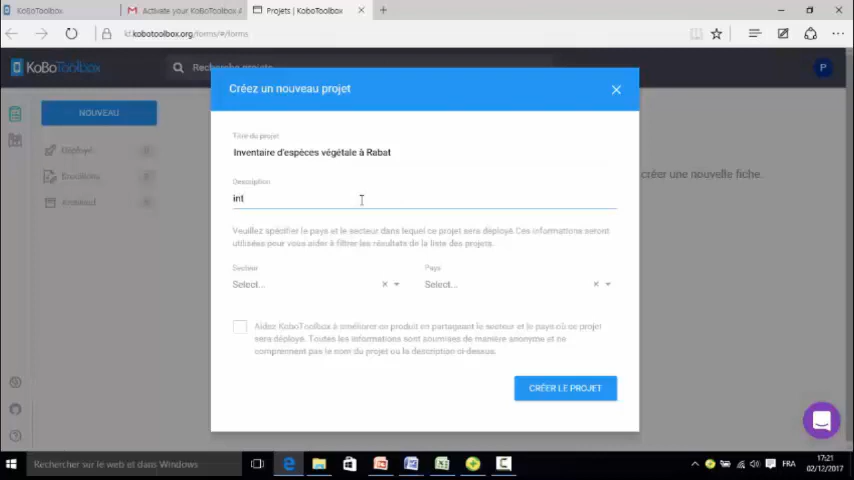 KoBoToolbox
Activate your KoBoToolbox A
Projets | KoboToolbox
kf.kobotoolbox.org/forms/#/forms
KoBoToolbox
Recherche projets
P
Créez un nouveau projet
NOUVEAU
Titre du projet
Inventaire d'espèces végétale à Rabat
Déployé
Brouillons
Archivé
créer une nouvelle fiche.
Description
int
Veuillez spécifier le pays et le secteur dans lequel ce projet sera déployé.Ces informations seront
utilisées pour vous aider à filtrer les résultats de la liste des projets.
Secteur
Pays
Select...
Select...
Aidez KoboToolbox à améliorer ce produit en partageant le secteur et le pays où ce projet
sera déployé. Toutes les informations sont soumises de manière anonyme et ne
comprennent pas le nom du projet ou la description ci-dessus.
CRÉER LE PROJET
Rechercher sur le web et dans Windows
FRA
17:21
02/12/2017